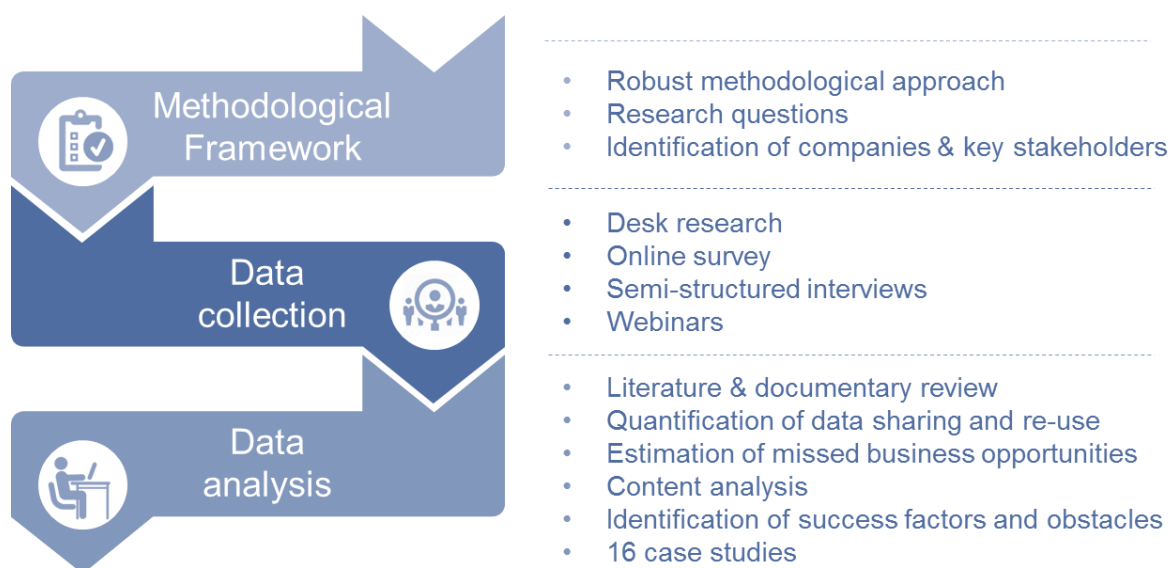 Methodological
Framework
• Robust methodological approach
• Research questions
• Identification of companies & key stakeholders
Data
collection
• Desk research
• Online survey
• Semi-structured interviews
• Webinars
Data
analysis
• Literature & documentary review
• Quantification of data sharing and re-use
• Estimation of missed business opportunities
• Content analysis
• Identification of success factors and obstacles
• 16 case studies